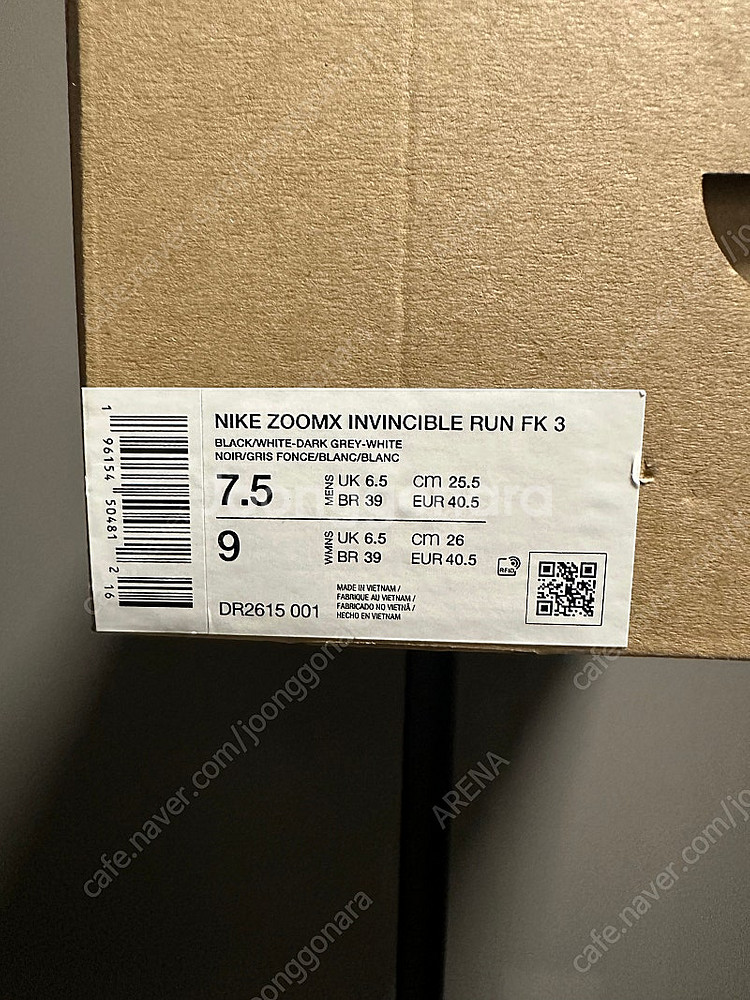 NIKE ZOOMX INVINCIBLE RUN FK 3
BLACK/WHITE-DARK GREY-WHITE
NOIR/GRIS FONCE/BLANC/BLANC
7.5 MENS UK 6.5 cm 25.5
BR 39 EUR 40.5
9 WMNS UK 6.5 cm 26
BR 39 EUR 40.5
RFID
DR2615 001
MADE IN VIETNAM /
FABRIQUE AU VIETNAM /
FABRICADO NO VIETNÃ /
HECHO EN VIETNAM
1 96154 50481 2 16
joonggonara
cafe.naver.com/joonggonara
ARENA